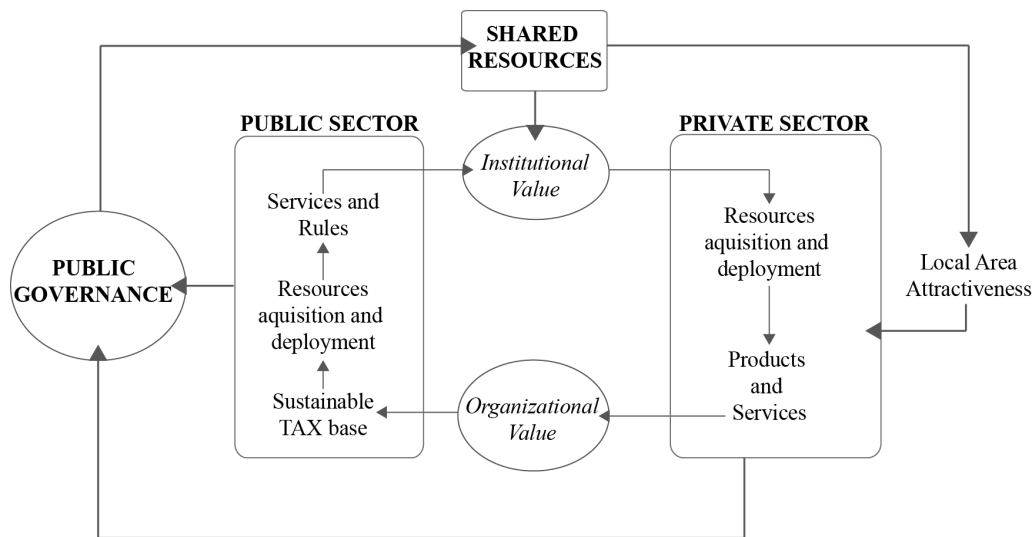 SHARED
RESOURCES
PUBLIC SECTOR
PRIVATE SECTOR
Institutional
Value
Services and
Rules
Resources
aquisition and
deployment
PUBLIC
GOVERNANCE
Resources
aquisition and
deployment
Local Area
Attractiveness
Products
and
Services
Sustainable
TAX base
Organizational
Value